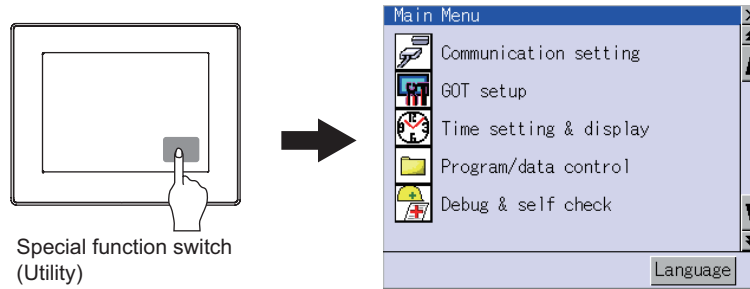 Main Menu
Communication setting
GOT setup
Time setting & display
Program/data control
Debug & self check
Language
Special function switch
(Utility)